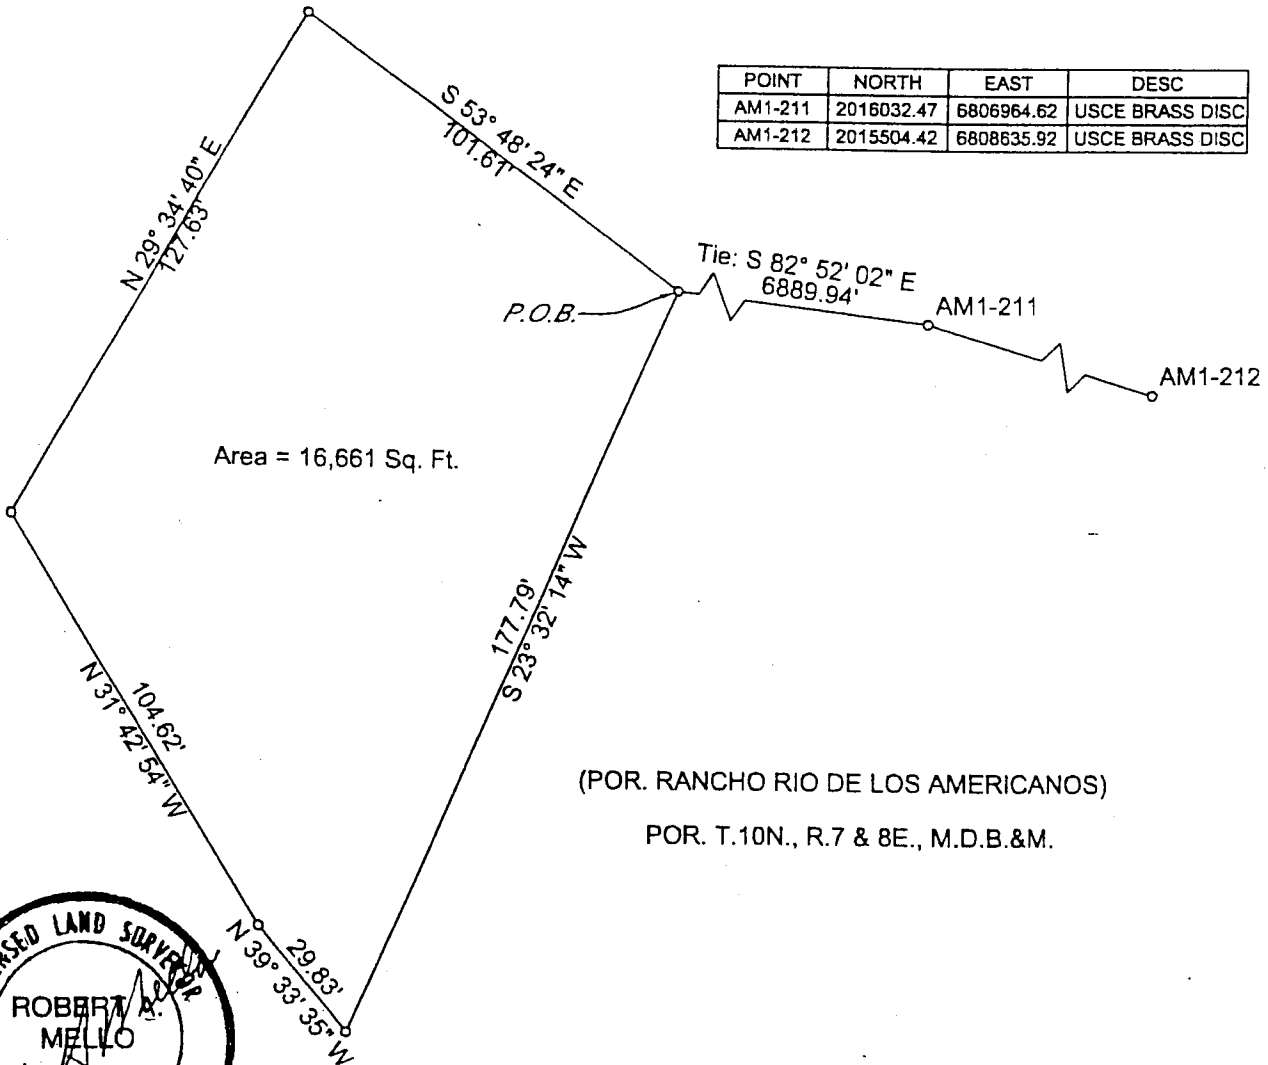 POINT NORTH EAST DESC
AM1-211 2016032.47 6806964.62 USCE BRASS DISC
AM1-212 2015504.42 6808635.92 USCE BRASS DISC
S 53° 48' 24" E
101.61'
N 29° 34' 40" E
127.63'
Tie: S 82° 52' 02" E
6889.94'
P.O.B.
AM1-211
AM1-212
Area = 16,661 Sq. Ft.
177.79'
S 23° 32' 14" W
104.62'
N 31° 42' 54" W
(POR. RANCHO RIO DE LOS AMERICANOS)
POR. T.10N., R.7 & 8E., M.D.B.&M.
29.83'
N 39° 33' 35" W
LAND SURVEYOR
ROBERT A.
MELLO